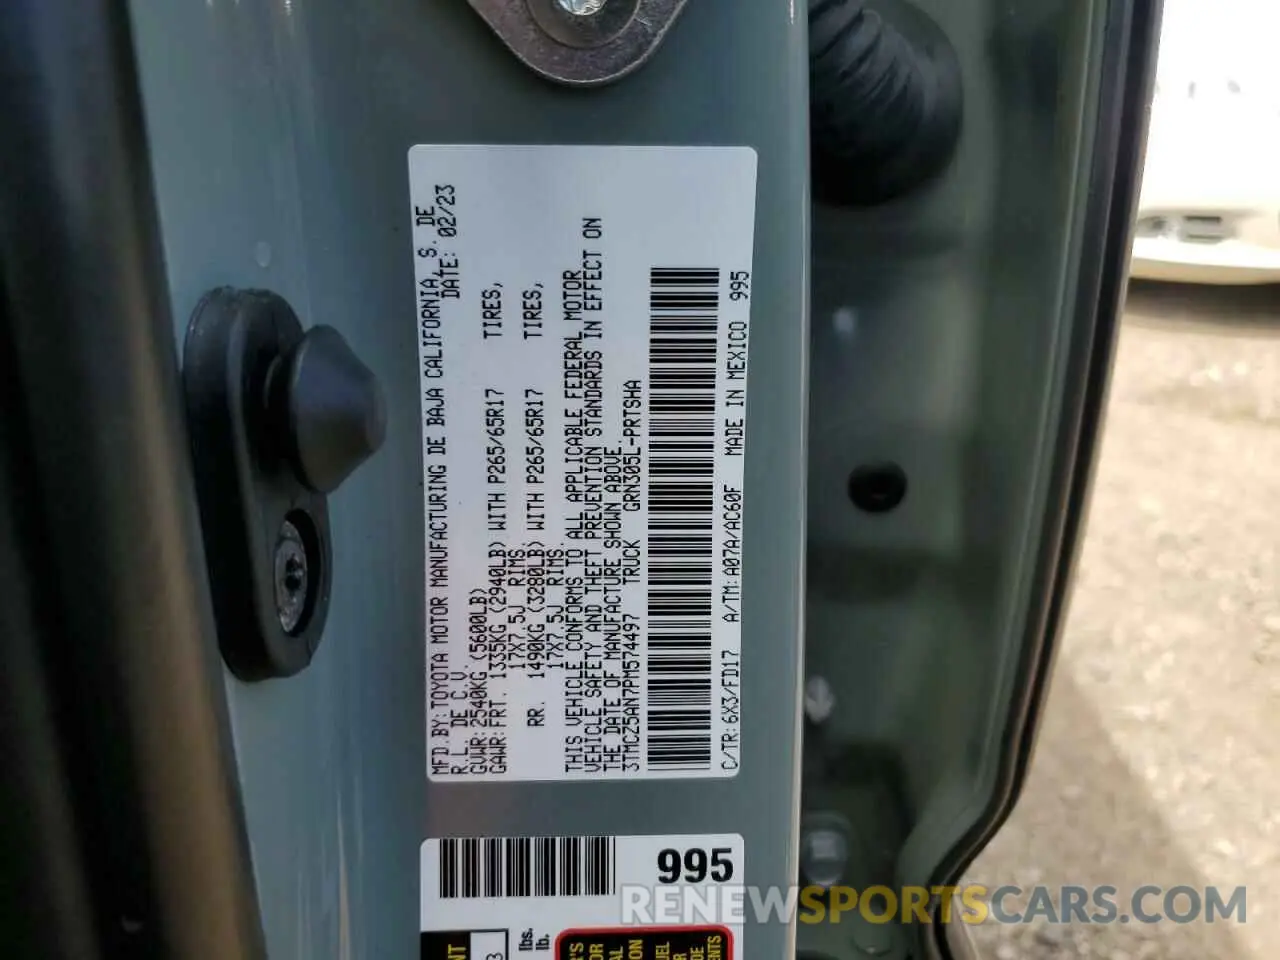 MFD.BY: TOYOTA MOTOR MANUFACTURING DE BAJA CALIFORNIA, S. DE
R.L. DE C.V. DATE: 02/23
GVWR: 2540KG (5600LB)
GAWR: FRT. 1335KG (2940LB) WITH P265/65R17 TIRES,
17X7.5J RIMS.
RR. 1490KG (3280LB) WITH P265/65R17 TIRES,
17X7.5J RIMS.
THIS VEHICLE CONFORMS TO ALL APPLICABLE FEDERAL MOTOR
VEHICLE SAFETY AND THEFT PREVENTION STANDARDS IN EFFECT ON
THE DATE OF MANUFACTURE SHOWN ABOVE.
3TMCZ5AN7PM574497 TRUCK GRN305L-PRTSHA
C/TR: 6X3/FD17 A/TM: A07A/AC60F MADE IN MEXICO 995
995
lbs.
lb.
RENEWSPORTSCARS.COM